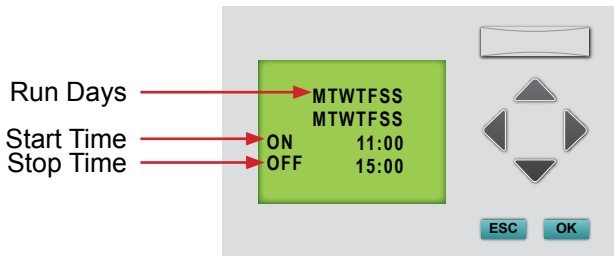 Run Days
MTWTFSS
MTWTFSS
Start Time
ON 11:00
Stop Time
OFF 15:00
ESC OK